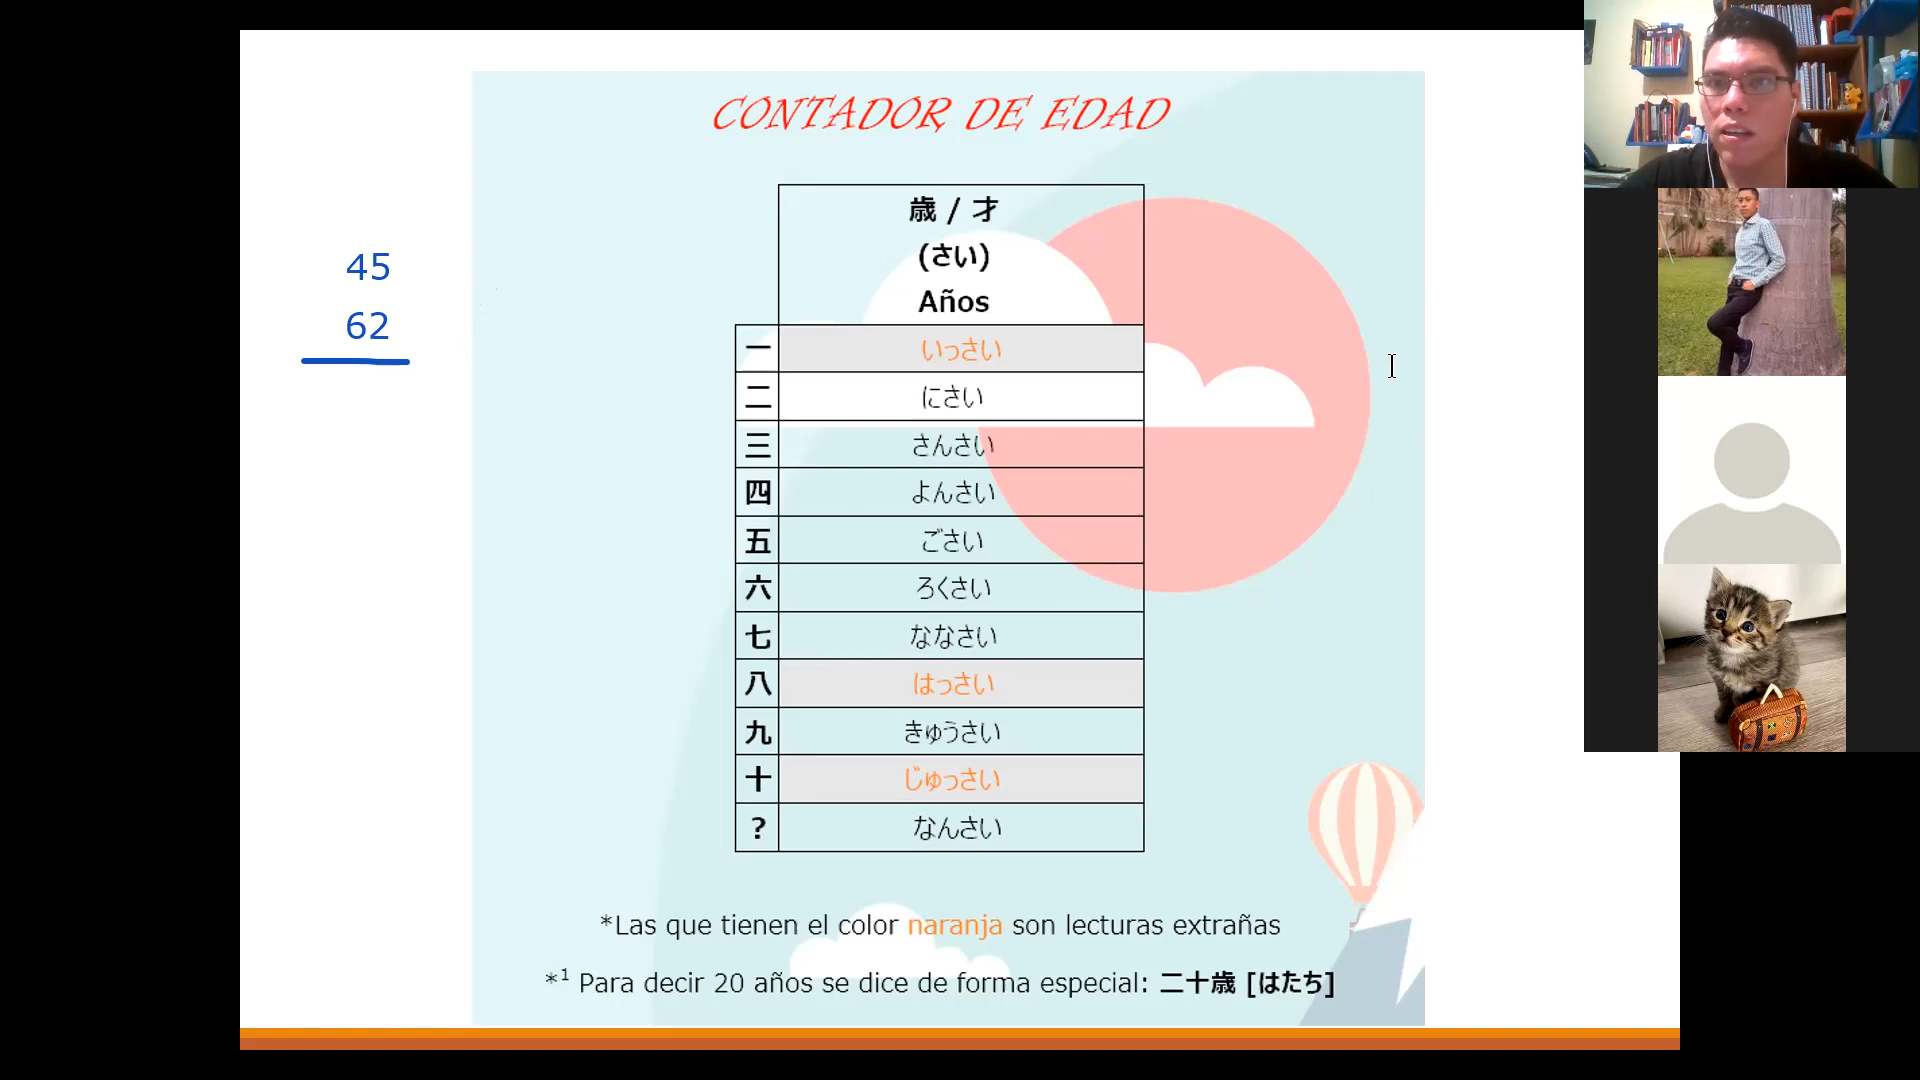 CONTADOR DE EDAD
45
62
歳 / 才
(さい)
Años
一 いっさい
二 にさい
三 さんさい
四 よんさい
五 ごさい
六 ろくさい
七 ななさい
八 はっさい
九 きゅうさい
十 じゅっさい
? なんさい
*Las que tienen el color naranja son lecturas extrañas
*¹ Para decir 20 años se dice de forma especial: 二十歳 [はたち]